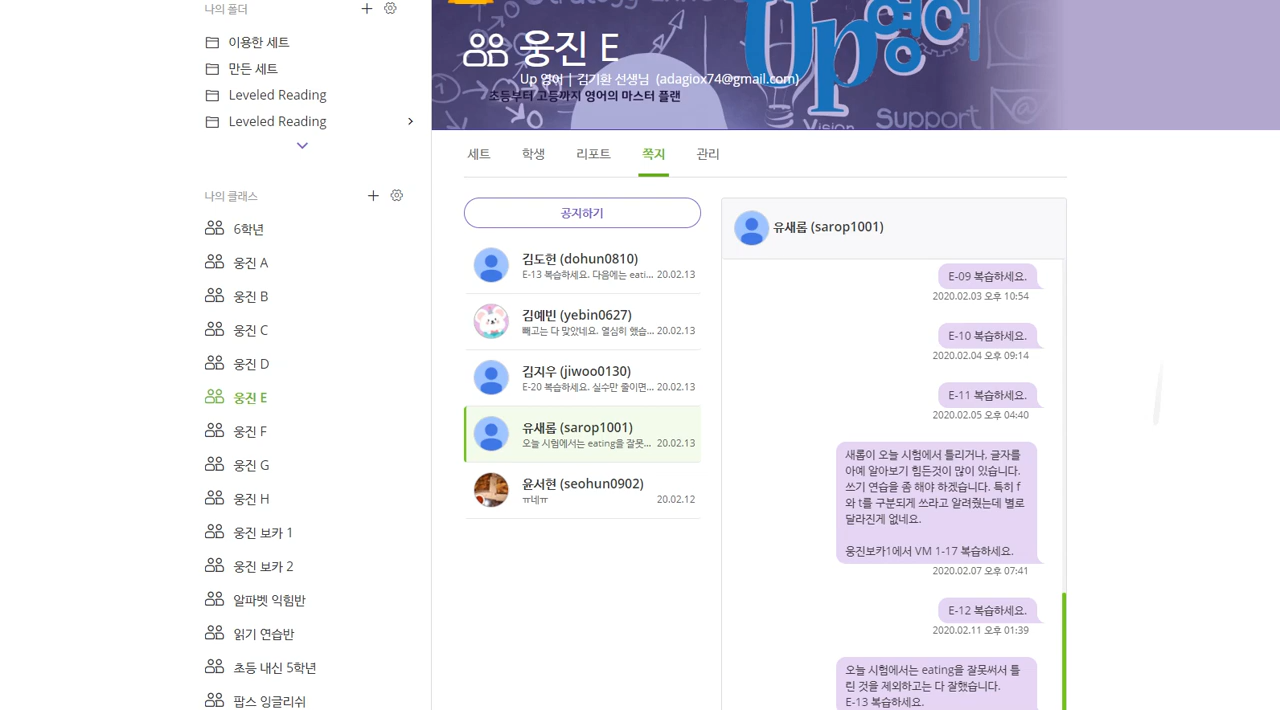 나의 폴더
이용한 세트
만든 세트
Leveled Reading
Leveled Reading
나의 클래스
6학년
웅진 A
웅진 B
웅진 C
웅진 D
웅진 E
웅진 F
웅진 G
웅진 H
웅진 보카 1
웅진 보카 2
알파벳 익힘반
읽기 연습반
초등 내신 5학년
팝스 잉글리쉬
웅진 E
Up 영어 | 김기환 선생님 (adagiox74@gmail.com)
초등부터 고등까지 영어의 마스터 플랜
Up영어
Vision
Support
세트
학생
리포트
쪽지
관리
공지하기
김도현 (dohun0810)
E-13 복습하세요. 다음에는 eati... 20.02.13
김예빈 (yebin0627)
빼고는 다 맞았네요. 열심히 했습... 20.02.13
김지우 (jiwoo0130)
E-20 복습하세요. 실수만 줄이면... 20.02.13
유새롬 (sarop1001)
오늘 시험에서는 eating을 잘못... 20.02.13
윤서현 (seohun0902)
ㅠ네ㅠ 20.02.12
유새롬 (sarop1001)
E-09 복습하세요.
2020.02.03 오후 10:54
E-10 복습하세요.
2020.02.04 오후 09:14
E-11 복습하세요.
2020.02.05 오후 04:40
새롬이 오늘 시험에서 틀리거나, 글자를
아예 알아보기 힘든것이 많이 있습니다.
쓰기 연습을 좀 해야 하겠습니다. 특히 f
와 t를 구분되게 쓰라고 알려줬는데 별로
달라진게 없네요.
웅진보카1에서 VM 1-17 복습하세요.
2020.02.07 오후 07:41
E-12 복습하세요.
2020.02.11 오후 01:39
오늘 시험에서는 eating을 잘못써서 틀
린 것을 제외하고는 다 잘했습니다.
E-13 복습하세요.